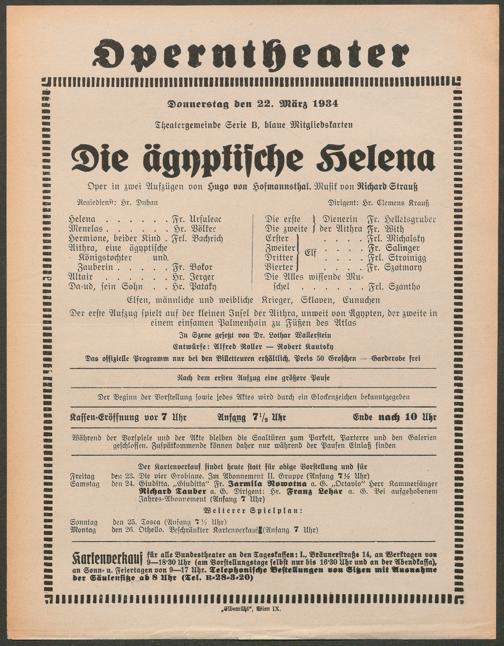 Operntheater
Donnerstag den 22. März 1934
Theatergemeinde Serie B, blaue Mitgliedskarten
Die ägyptische Helena
Oper in zwei Aufzügen von Hugo von Hofmannsthal. Musik von Richard Strauß
Regiedienst: Hr. Duhan Dirigent: Hr. Clemens Krauß
Helena . . . . . . Fr. Ursuleac
Menelas . . . . . . Hr. Völker
Hermione, beider Kind . Frl. Bachrich
Aithra, eine ägyptische
Königstochter und
Zauberin . . . . . Fr. Bokor
Altair . . . . . . Hr. Jerger
Da-ud, sein Sohn . . Hr. Pataky
Die erste } Dienerin Fr. Helletsgruber
Die zweite } der Aithra Fr. With
Erster . . . . Frl. Michalsky
Zweiter } Elf . . . Fr. Salinger
Dritter . . . . Frl. Stroinigg
Vierter . . . . Fr. Szatmary
Die Alles wissende Mu-
schel . . . . . . Frl. Szantho
Elfen, männliche und weibliche Krieger, Sklaven, Eunuchen
Der erste Aufzug spielt auf der kleinen Insel der Aithra, unweit von Ägypten, der zweite in
einem einsamen Palmenhain zu Füßen des Atlas
In Szene gesetzt von Dr. Lothar Wallerstein
Entwürfe: Alfred Roller — Robert Kautsky
Das offizielle Programm nur bei den Billetteuren erhältlich. Preis 50 Groschen — Garderobe frei
Nach dem ersten Aufzug eine größere Pause
Der Beginn der Vorstellung sowie jedes Aktes wird durch ein Glockenzeichen bekanntgegeben
Kassen-Eröffnung vor 7 Uhr Anfang 7½ Uhr Ende nach 10 Uhr
Während der Vorspiele und der Akte bleiben die Saaltüren zum Parkett, Parterre und den Galerien
geschlossen. Zuspätkommende können daher nur während der Pausen Einlaß finden
Der Kartenverkauf findet heute statt für obige Vorstellung und für
Freitag den 23. Die vier Grobiane. Im Abonnement II. Gruppe (Anfang 7½ Uhr)
Samstag den 24. Giuditta. „Giuditta“ Fr. Jarmila Novotna a. G. „Octavio“ Herr Kammersänger
Richard Tauber a. G. Dirigent: Hr. Franz Lehar a. G. Bei aufgehobenem
Jahres-Abonnement (Anfang 7 Uhr)
Weiterer Spielplan:
Sonntag den 25. Tosca (Anfang 7½ Uhr)
Montag den 26. Othello. Beschränkter Kartenverkauf (Anfang 7 Uhr)
Kartenverkauf für alle Bundestheater an den Tageskassen: I., Bräunerstraße 14, an Werktagen von
9—18·30 Uhr (am Vorstellungstage selbst nur bis 16·30 Uhr und an der Abendkassa),
an Sonn- u. Feiertagen von 9—17 Uhr. Telephonische Bestellungen von Sitzen mit Ausnahme
der Säulensitze ab 8 Uhr (Tel. R-28-3-20)
„Elbemühl“, Wien IX.